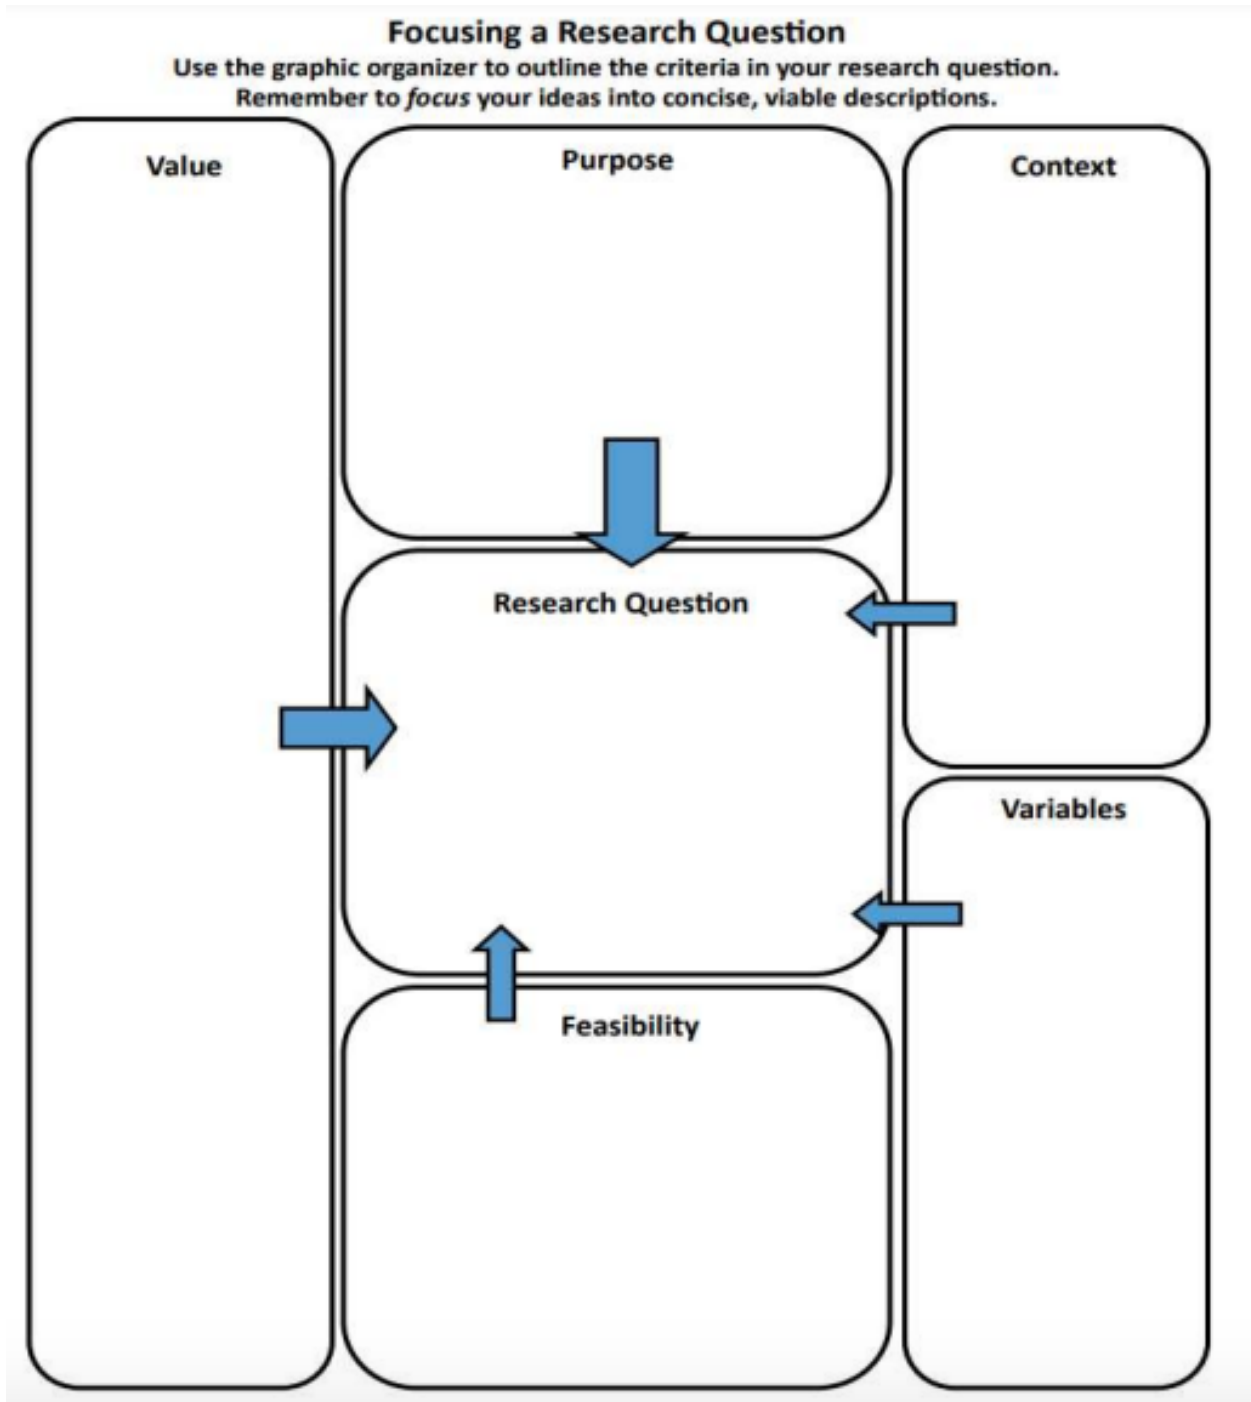 Focusing a Research Question
Use the graphic organizer to outline the criteria in your research question.
Remember to focus your ideas into concise, viable descriptions.
Value
Purpose
Context
Research Question
Variables
Feasibility